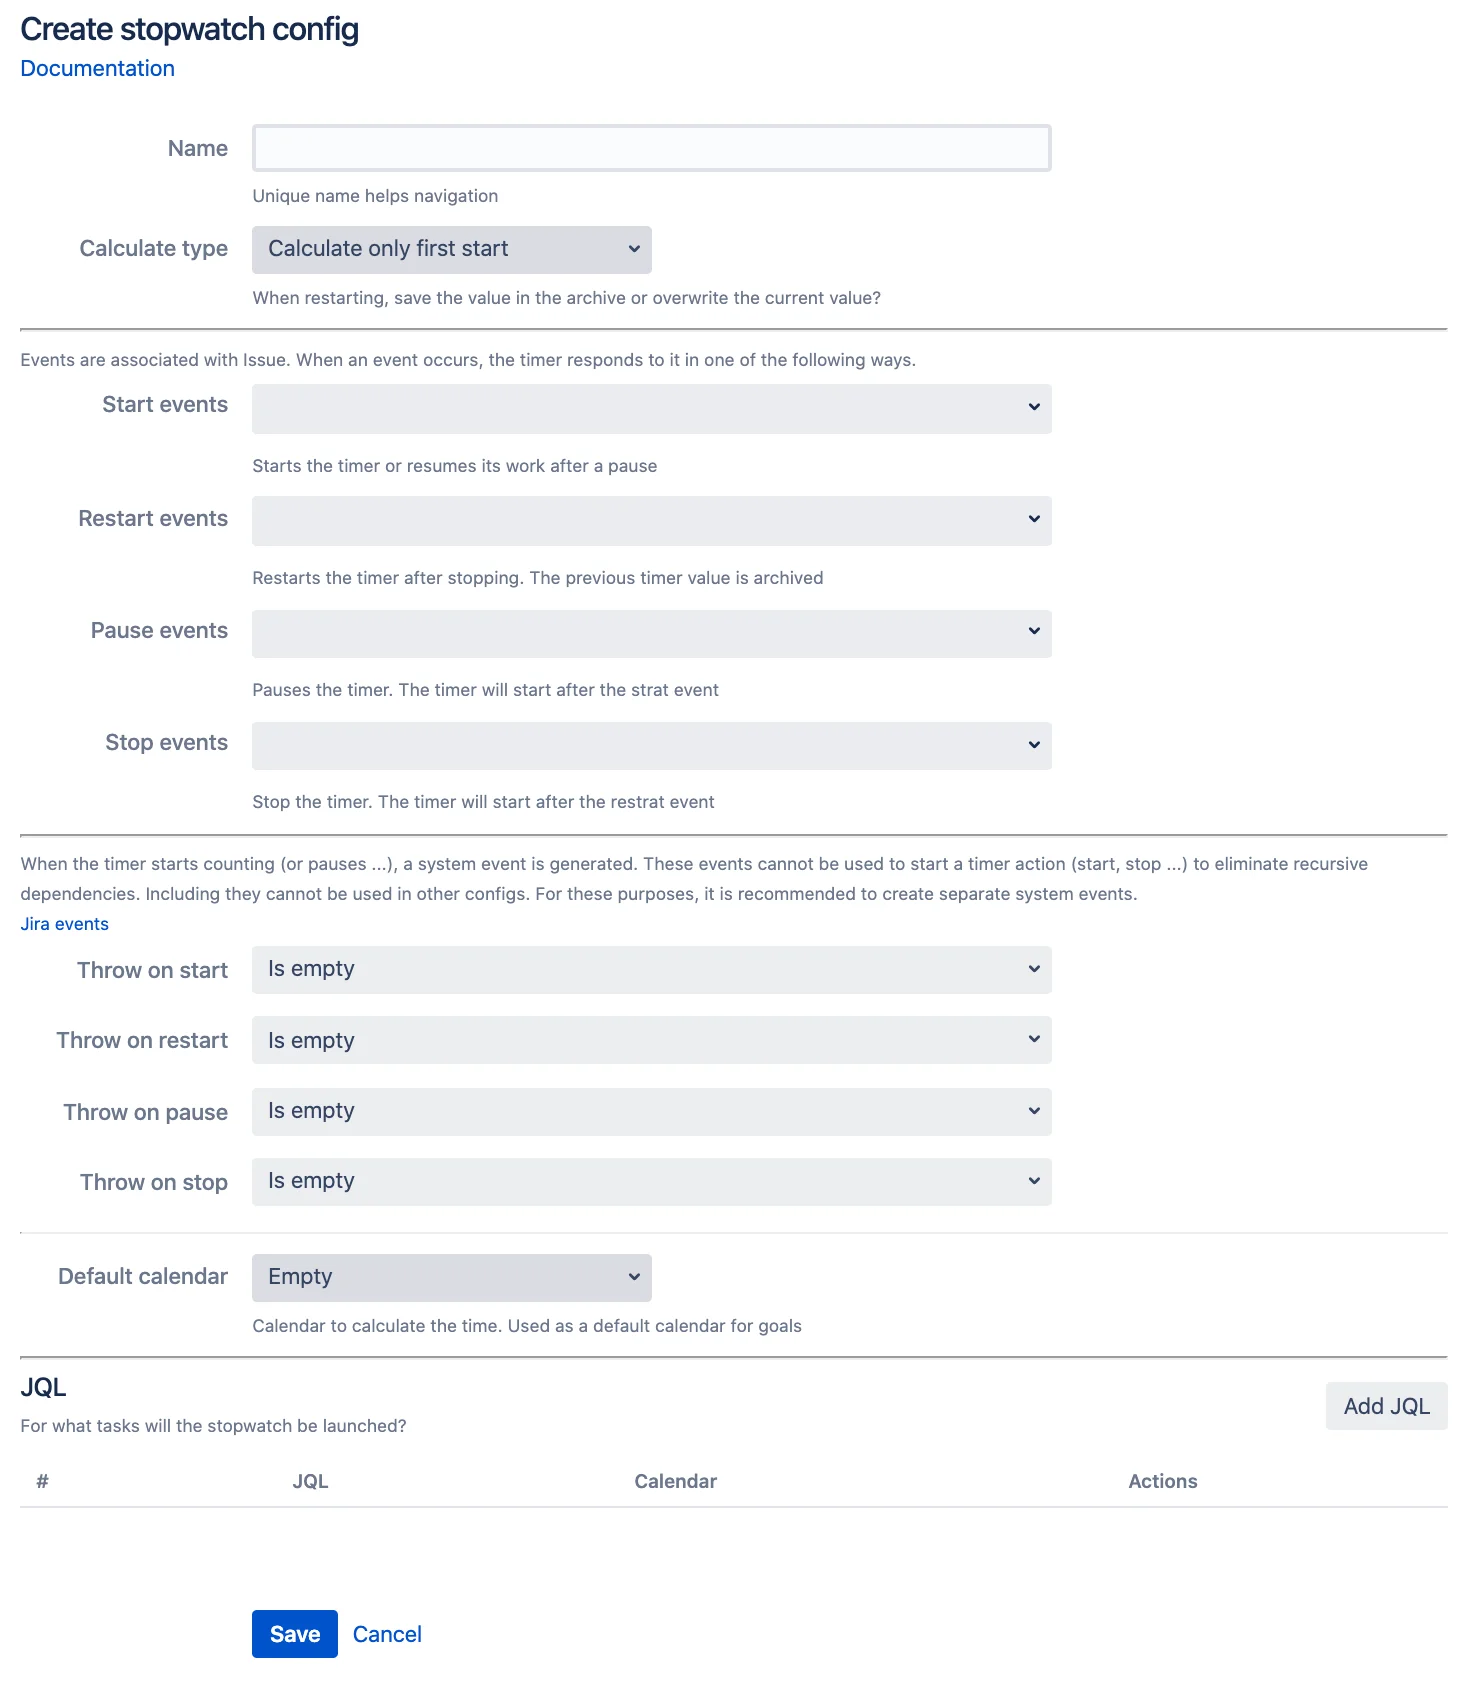 Create stopwatch config
Documentation
Name
Unique name helps navigation
Calculate type
Calculate only first start
When restarting, save the value in the archive or overwrite the current value?
Events are associated with Issue. When an event occurs, the timer responds to it in one of the following ways.
Start events
Starts the timer or resumes its work after a pause
Restart events
Restarts the timer after stopping. The previous timer value is archived
Pause events
Pauses the timer. The timer will start after the strat event
Stop events
Stop the timer. The timer will start after the restrat event
When the timer starts counting (or pauses ...), a system event is generated. These events cannot be used to start a timer action (start, stop ...) to eliminate recursive
dependencies. Including they cannot be used in other configs. For these purposes, it is recommended to create separate system events.
Jira events
Throw on start
Is empty
Throw on restart
Is empty
Throw on pause
Is empty
Throw on stop
Is empty
Default calendar
Empty
Calendar to calculate the time. Used as a default calendar for goals
JQL
Add JQL
For what tasks will the stopwatch be launched?
# JQL Calendar Actions
Save Cancel